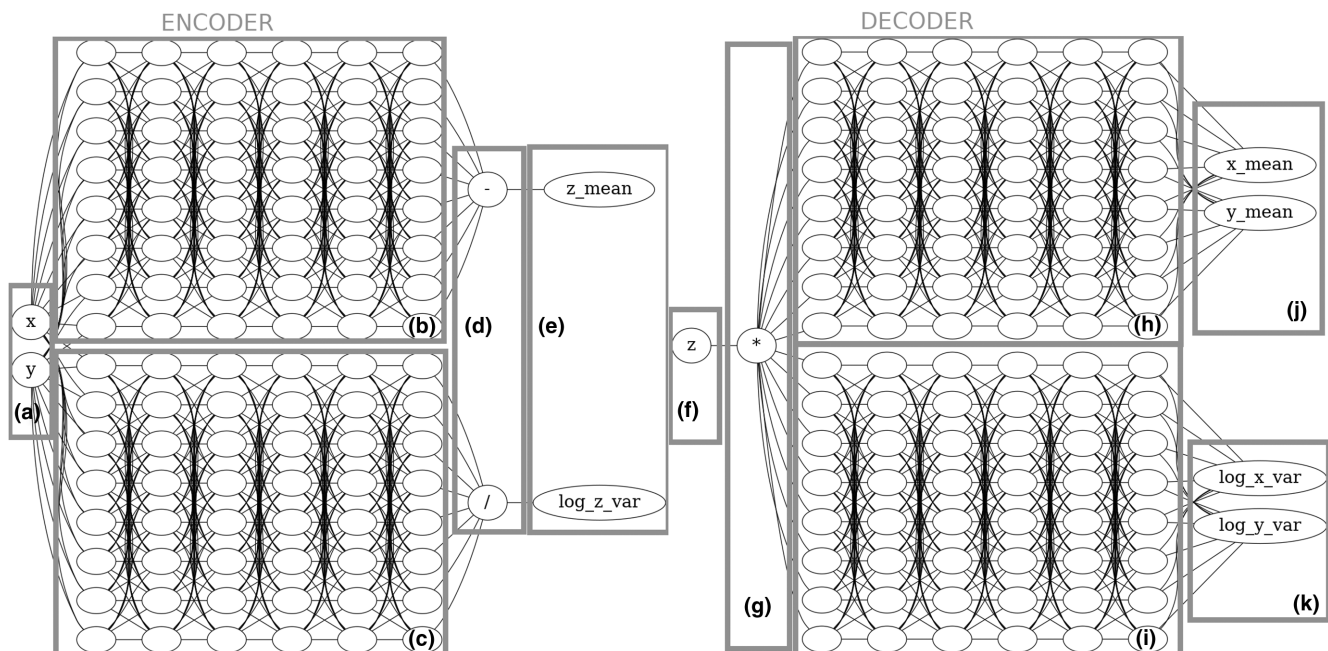 ENCODER
DECODER
x
y
(a)
(b)
(c)
-
/
(d)
z_mean
(e)
log_z_var
z
(f)
*
(g)
(h)
(i)
x_mean
y_mean
(j)
log_x_var
log_y_var
(k)